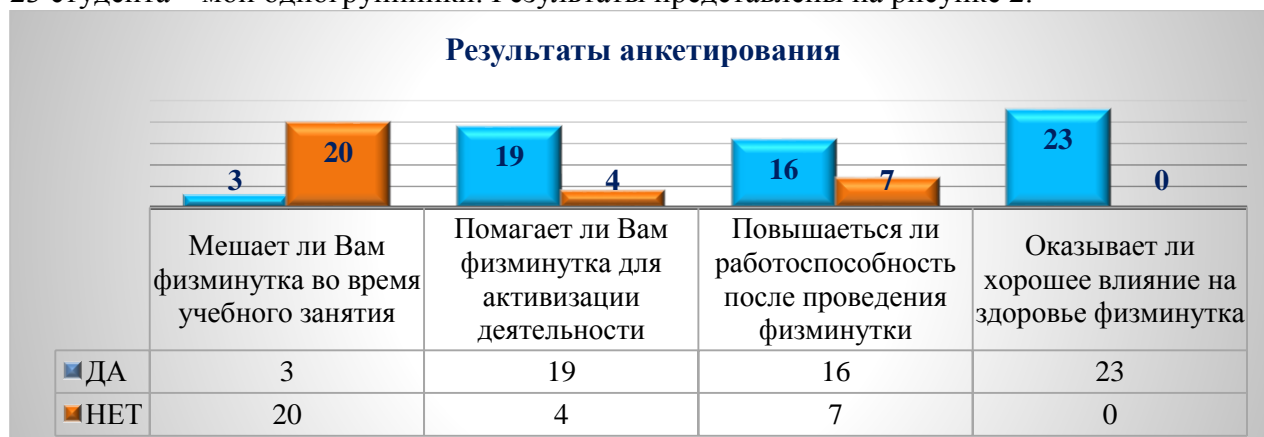 23 студента – мои одногруппники. Результаты представлены на рисунке 2.
Результаты анкетирования
3
20
19
4
16
7
23
0
Мешает ли Вам
физминутка во время
учебного занятия
Помагает ли Вам
физминутка для
активизации
деятельности
Повышаеться ли
работоспособность
после проведения
физминутки
Оказывает ли
хорошее влияние на
здоровье физминутка
ДА 3 19 16 23
НЕТ 20 4 7 0